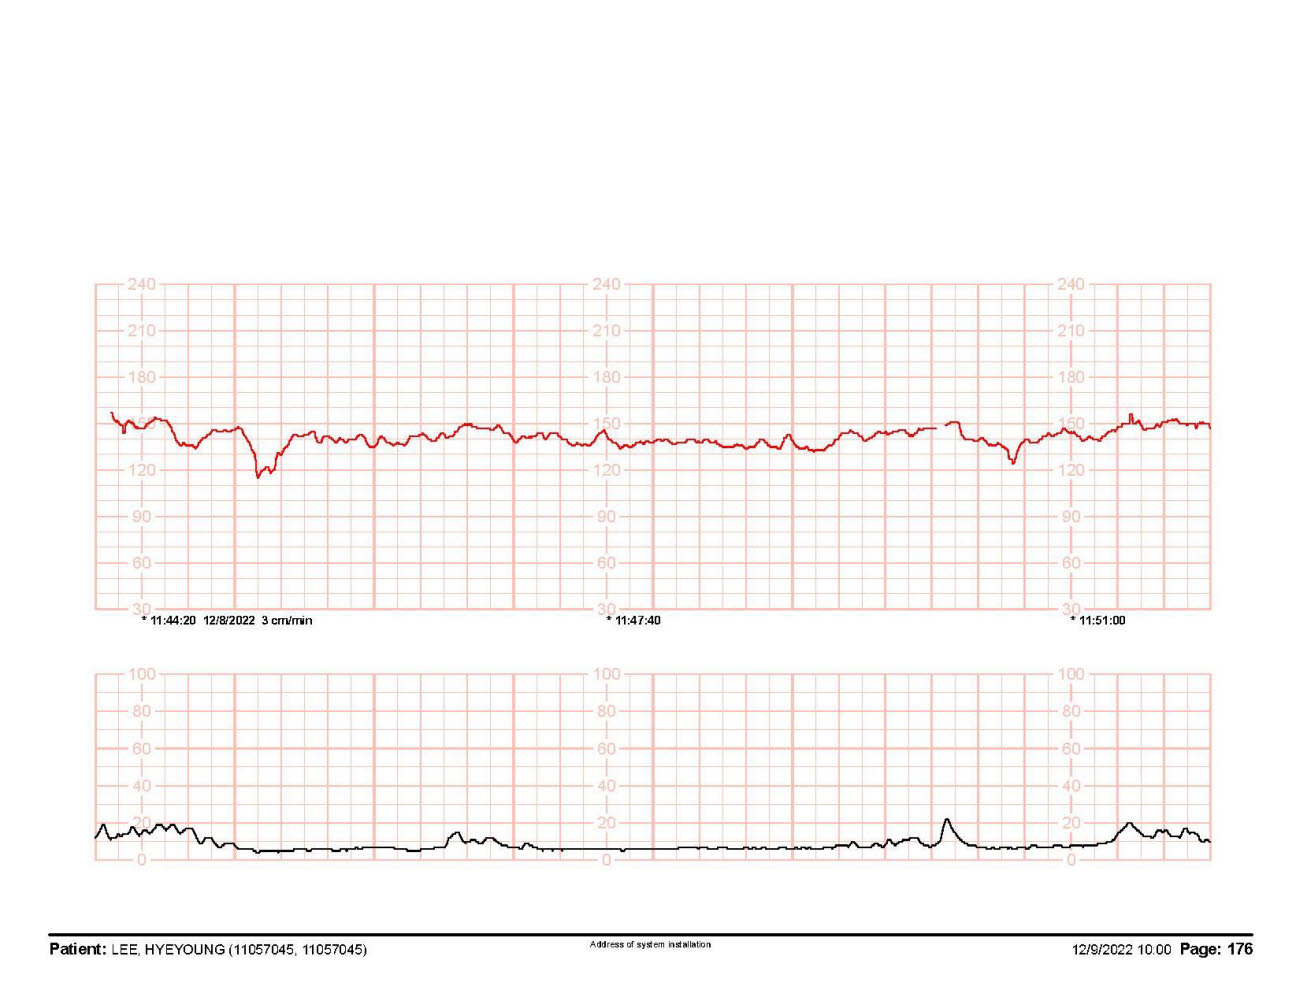 240 240 240
210 210 210
180 180 180
150 150 150
120 120 120
90 90 90
60 60 60
30 30 30
* 11:44:20 12/8/2022 3 cm/min * 11:47:40 * 11:51:00
100 100 100
80 80 80
60 60 60
40 40 40
20 20 20
0 0 0
Patient: LEE, HYEYOUNG (11057045, 11057045) Address of system installation 12/9/2022 10:00 Page: 176